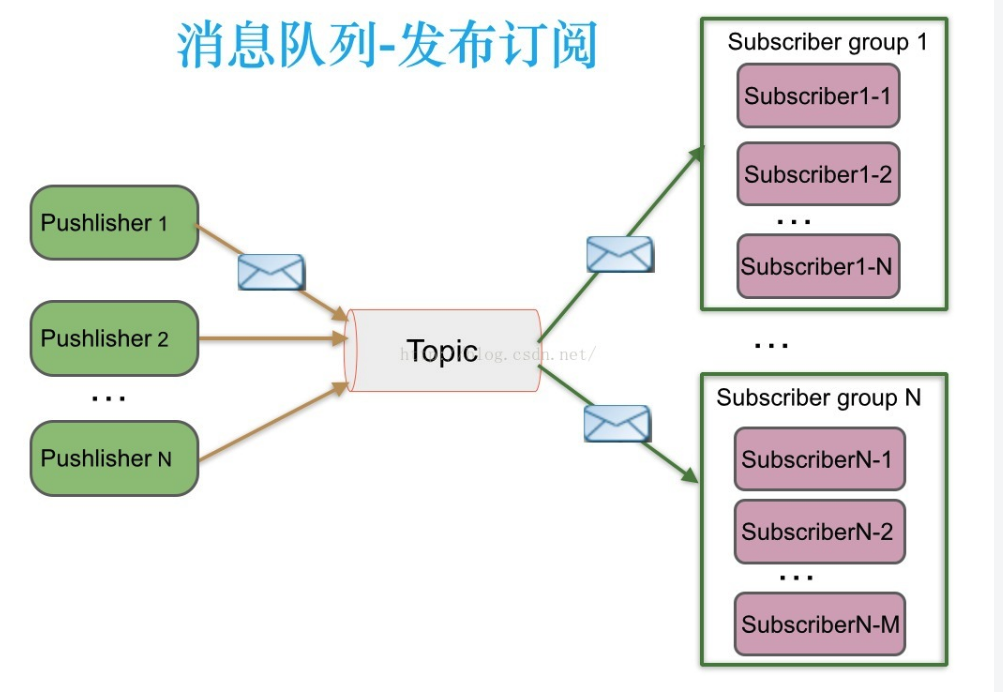 消息队列-发布订阅
Pushlisher 1
Pushlisher 2
...
Pushlisher N
Topic
http://blog.csdn.net/
Subscriber group 1
Subscriber1-1
Subscriber1-2
...
Subscriber1-N
...
Subscriber group N
SubscriberN-1
SubscriberN-2
...
SubscriberN-M